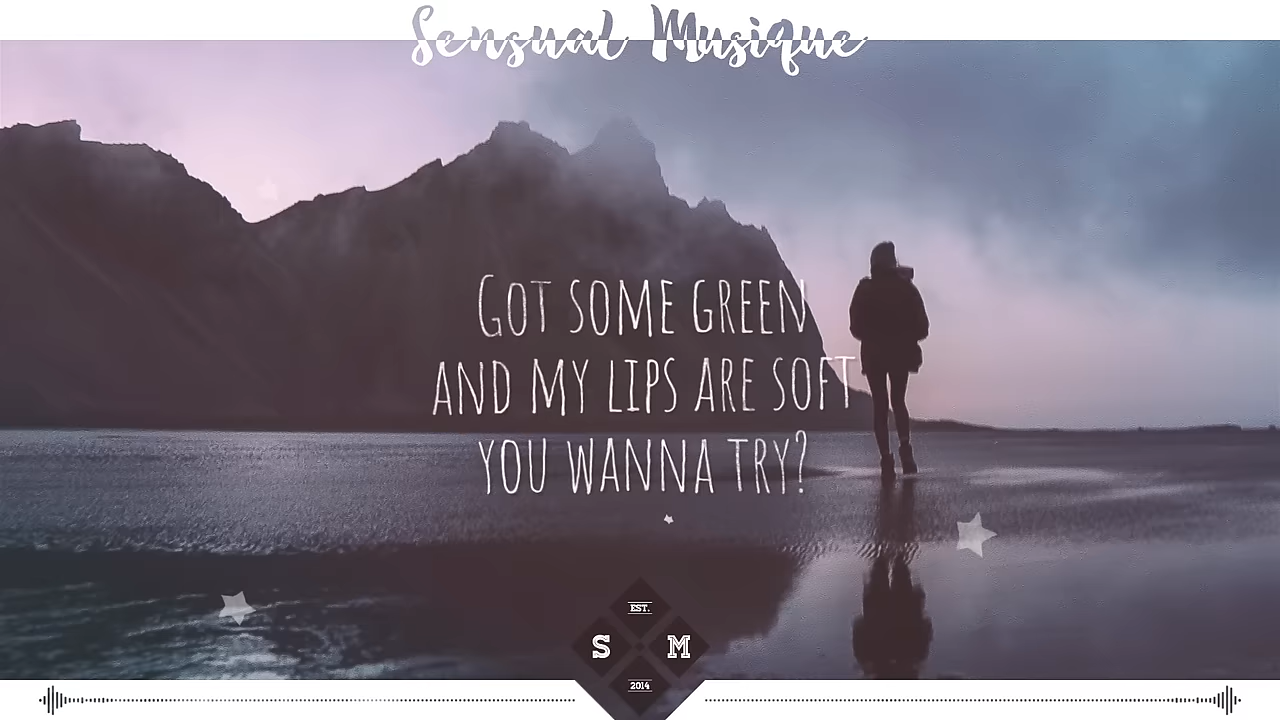 Sensual Musique
GOT SOME GREEN
AND MY LIPS ARE SOFT
YOU WANNA TRY?
EST.
S M
2014